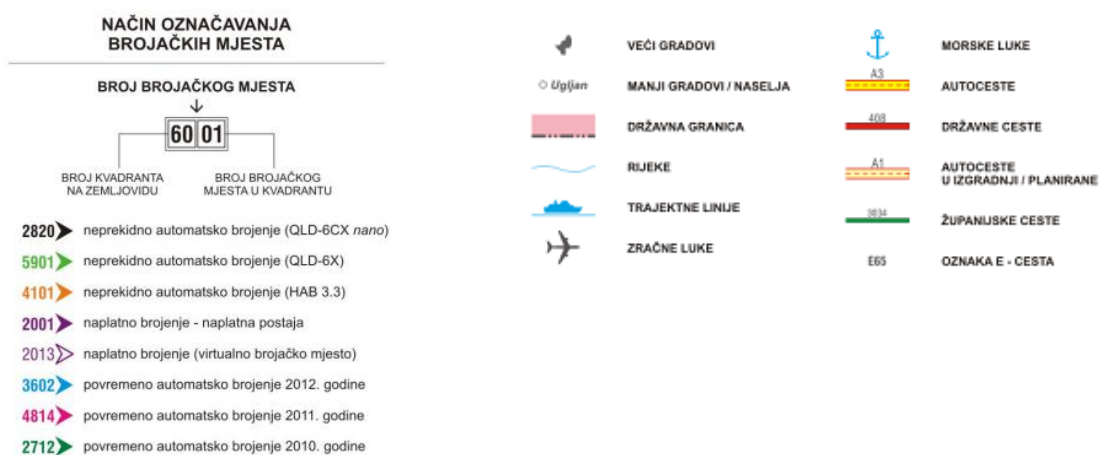 NAČIN OZNAČAVANJA
BROJAČKIH MJESTA
BROJ BROJAČKOG MJESTA
60 01
BROJ KVADRANTA
NA ZEMLJOVIDU
BROJ BROJAČKOG
MJESTA U KVADRANTU
2820 neprekidno automatsko brojenje (QLD-6CX nano)
5901 neprekidno automatsko brojenje (QLD-6X)
4101 neprekidno automatsko brojenje (HAB 3.3)
2001 naplatno brojenje - naplatna postaja
2013 naplatno brojenje (virtualno brojačko mjesto)
3602 povremeno automatsko brojenje 2012. godine
4814 povremeno automatsko brojenje 2011. godine
2712 povremeno automatsko brojenje 2010. godine
VEĆI GRADOVI
Ugljan MANJI GRADOVI / NASELJA
DRŽAVNA GRANICA
RIJEKE
TRAJEKTNE LINIJE
ZRAČNE LUKE
MORSKE LUKE
A3 AUTOCESTE
408 DRŽAVNE CESTE
A1 AUTOCESTE
U IZGRADNJI / PLANIRANE
3034 ŽUPANIJSKE CESTE
E65 OZNAKA E - CESTA